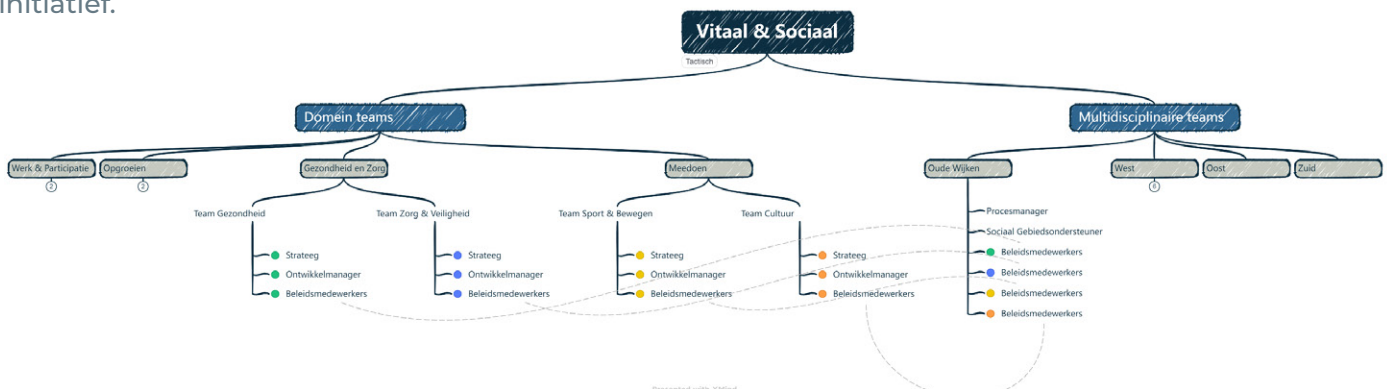 initiatief.
Vitaal & Sociaal
Tactisch
Domein teams
Multidisciplinaire teams
Werk & Participatie
Opgroeien
Gezondheid en Zorg
Meedoen
Oude Wijken
West
Oost
Zuid
2
2
6
Team Gezondheid
Team Zorg & Veiligheid
Team Sport & Bewegen
Team Cultuur
Strateeg
Ontwikkelmanager
Beleidsmedewerkers
Strateeg
Ontwikkelmanager
Beleidsmedewerkers
Strateeg
Ontwikkelmanager
Beleidsmedewerkers
Strateeg
Ontwikkelmanager
Beleidsmedewerkers
Procesmanager
Sociaal Gebiedsondersteuner
Beleidsmedewerkers
Beleidsmedewerkers
Beleidsmedewerkers
Beleidsmedewerkers
Presented with